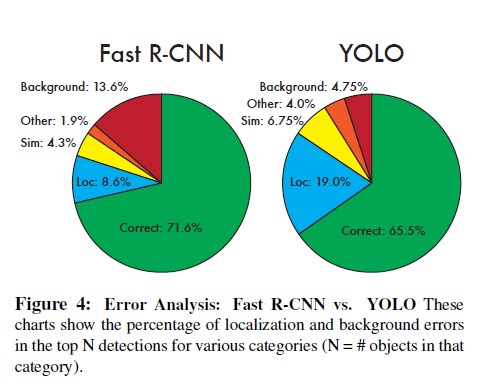 Fast R-CNN
YOLO
Background: 13.6%
Other: 1.9%
Sim: 4.3%
Loc: 8.6%
Correct: 71.6%
Background: 4.75%
Other: 4.0%
Sim: 6.75%
Loc: 19.0%
Correct: 65.5%
Figure 4: Error Analysis: Fast R-CNN vs. YOLO These
charts show the percentage of localization and background errors
in the top N detections for various categories (N = # objects in that
category).